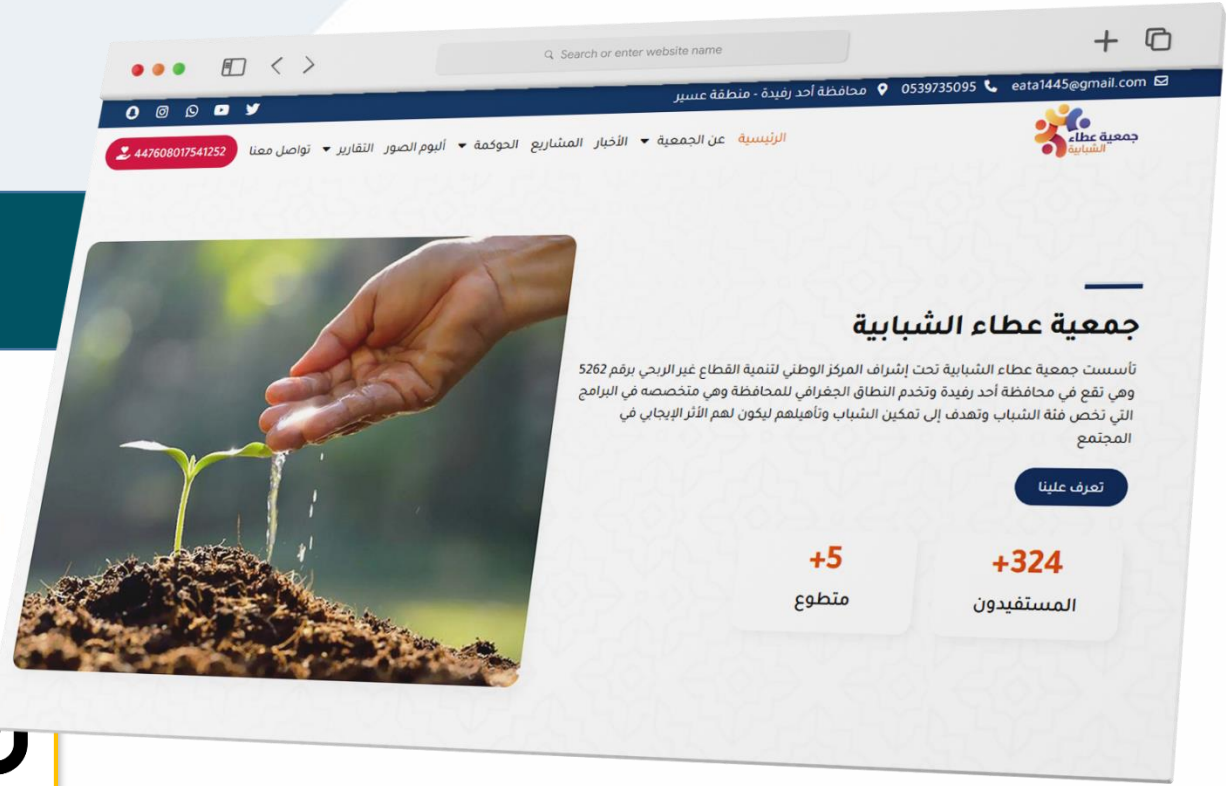 Search or enter website name
eata1445@gmail.com 0539735095 محافظة أحد رفيدة - منطقة عسير
جمعية عطاء
الشبابية
الرئيسية عن الجمعية الأخبار المشاريع الحوكمة ألبوم الصور التقارير تواصل معنا 447608017541252
جمعية عطاء الشبابية
تأسست جمعية عطاء الشبابية تحت إشراف المركز الوطني لتنمية القطاع غير الربحي برقم 5262
وهي تقع في محافظة أحد رفيدة وتخدم النطاق الجغرافي للمحافظة وهي متخصصه في البرامج
التي تخص فئة الشباب وتهدف إلى تمكين الشباب وتأهيلهم ليكون لهم الأثر الإيجابي في
المجتمع
تعرف علينا
+324 +5
المستفيدون متطوع